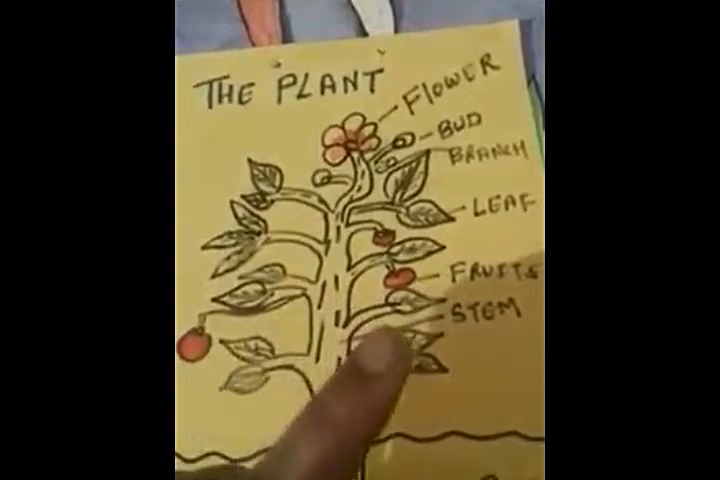 THE PLANT
FLOWER
BUD
BRANCH
LEAF
FRUITS
STEM